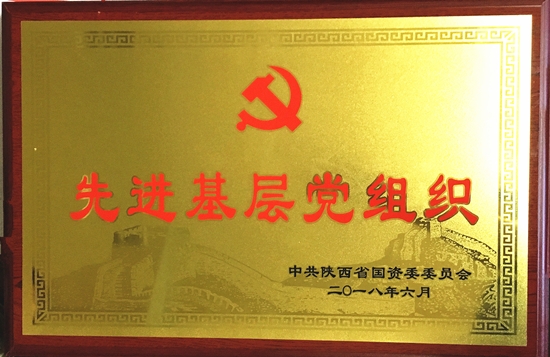 先进基层党组织
中共陕西省国资委委员会
二〇一八年六月